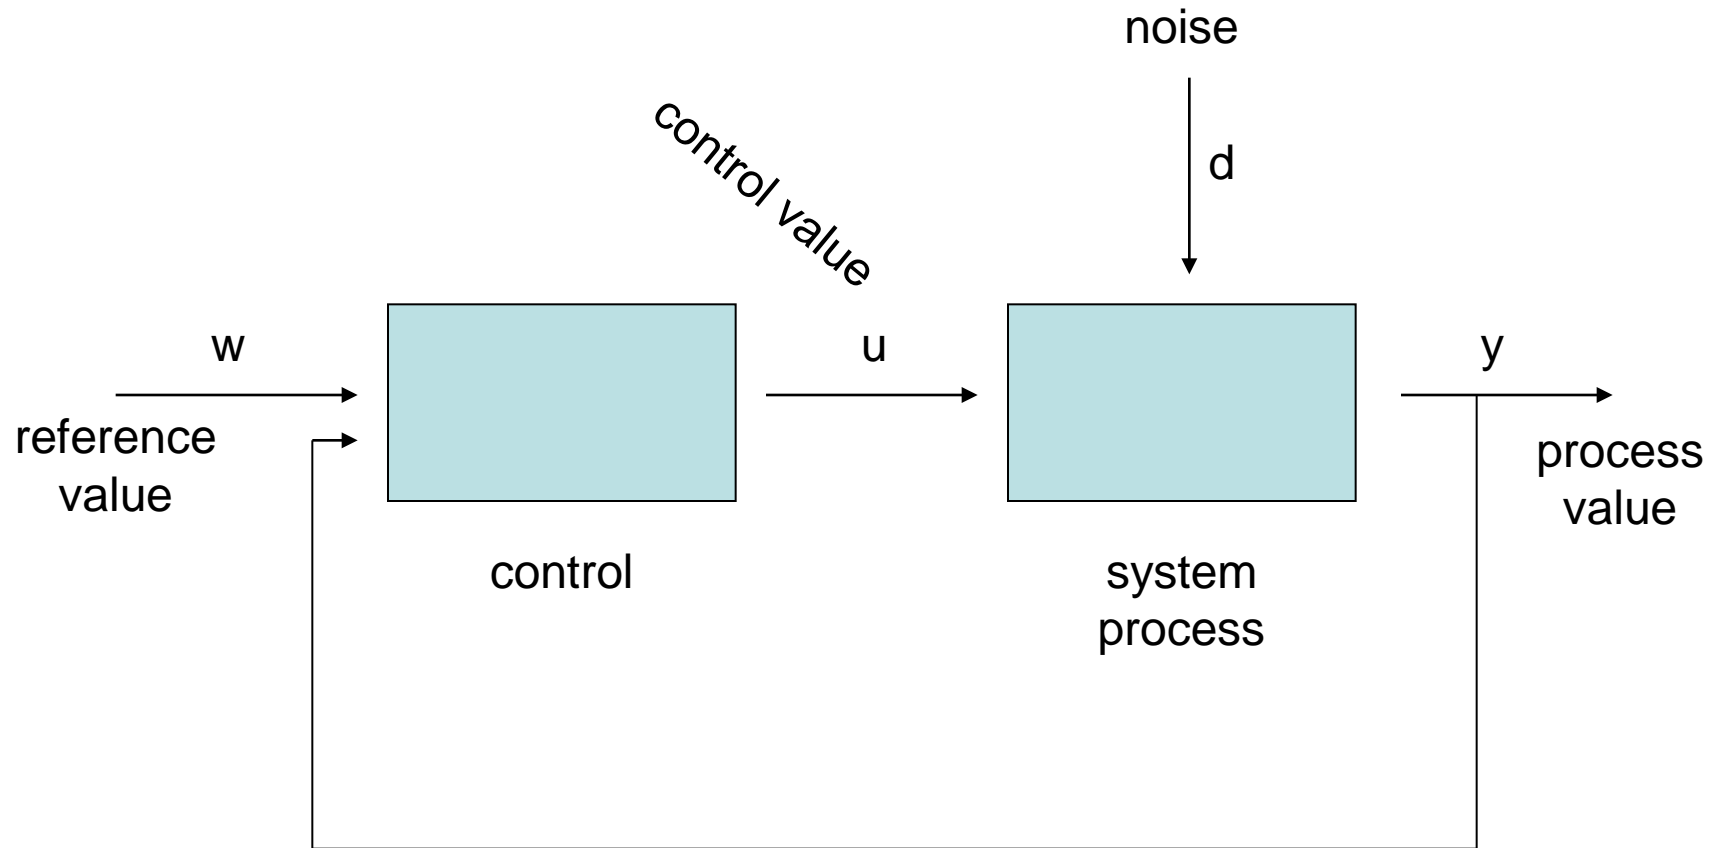 noise
control value
d
w
u
y
reference
value
process
value
control
system
process